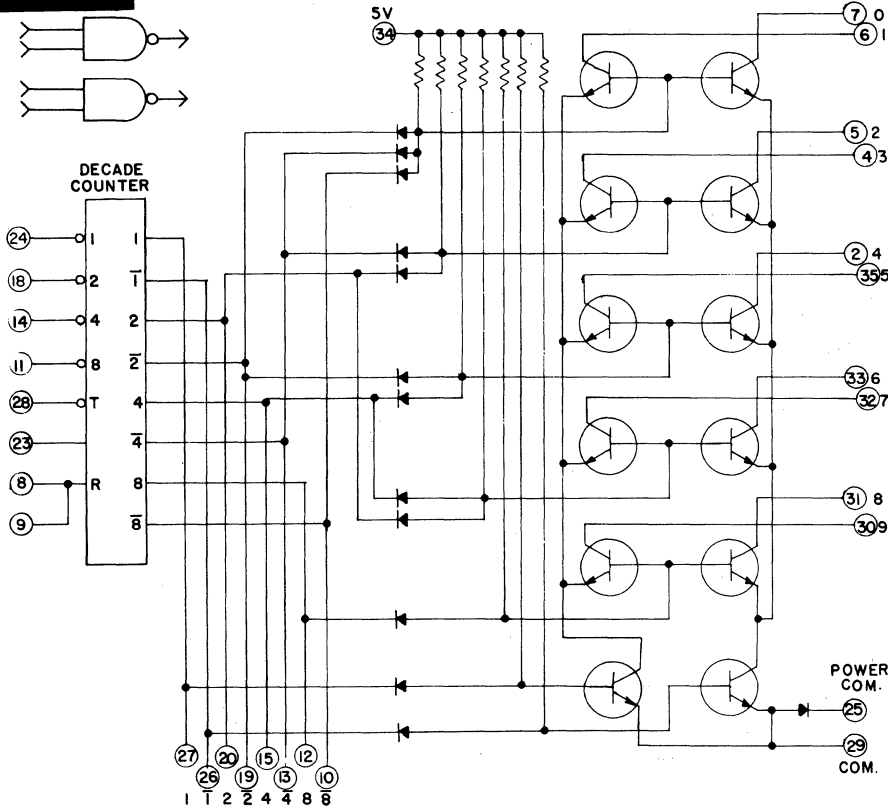 5V
34
7 0
6 1
5 2
4 3
DECADE
COUNTER
24 1 1
18 2 1̅
2 4
35 5
14 4 2
11 8 2̅
28 T 4
33 6
32 7
23 4̅
8 R 8
9 8̅
31 8
30 9
POWER
COM.
25
29
COM.
27 26 20 19 15 13 12 10
1 1̅ 2 2̅ 4 4̅ 8 8̅